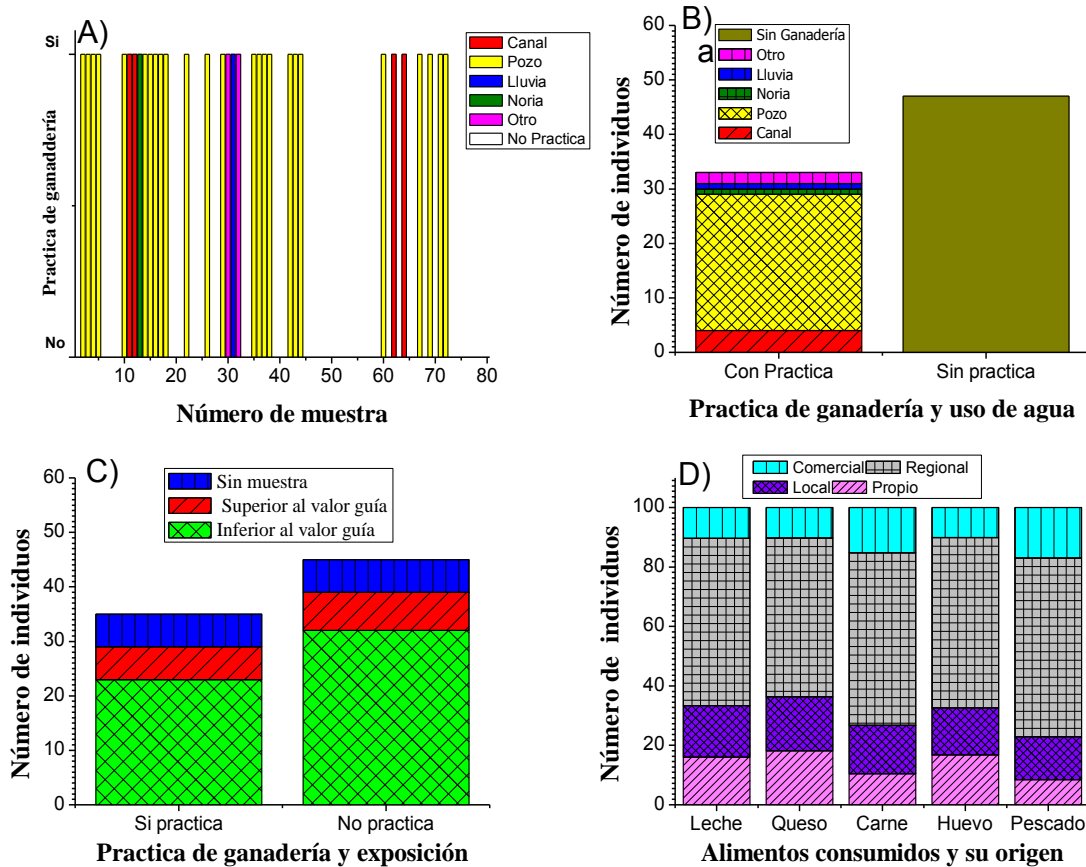 A)
Si
No
Practica de ganaddería
Canal
Pozo
Lluvia
Noria
Otro
No Practica
10 20 30 40 50 60 70 80
Número de muestra
B)
a
60
50
40
30
20
10
0
Número de individuos
Sin Ganadería
Otro
Lluvia
Noria
Pozo
Canal
Con Practica Sin practica
Practica de ganadería y uso de agua
C)
60
50
40
30
20
10
0
Número de individuos
Sin muestra
Superior al valor guía
Inferior al valor guía
Si practica No practica
Practica de ganadería y exposición
D)
Comercial Regional
Local Propio
100
80
60
40
20
0
Número de individuos
Leche Queso Carne Huevo Pescado
Alimentos consumidos y su origen